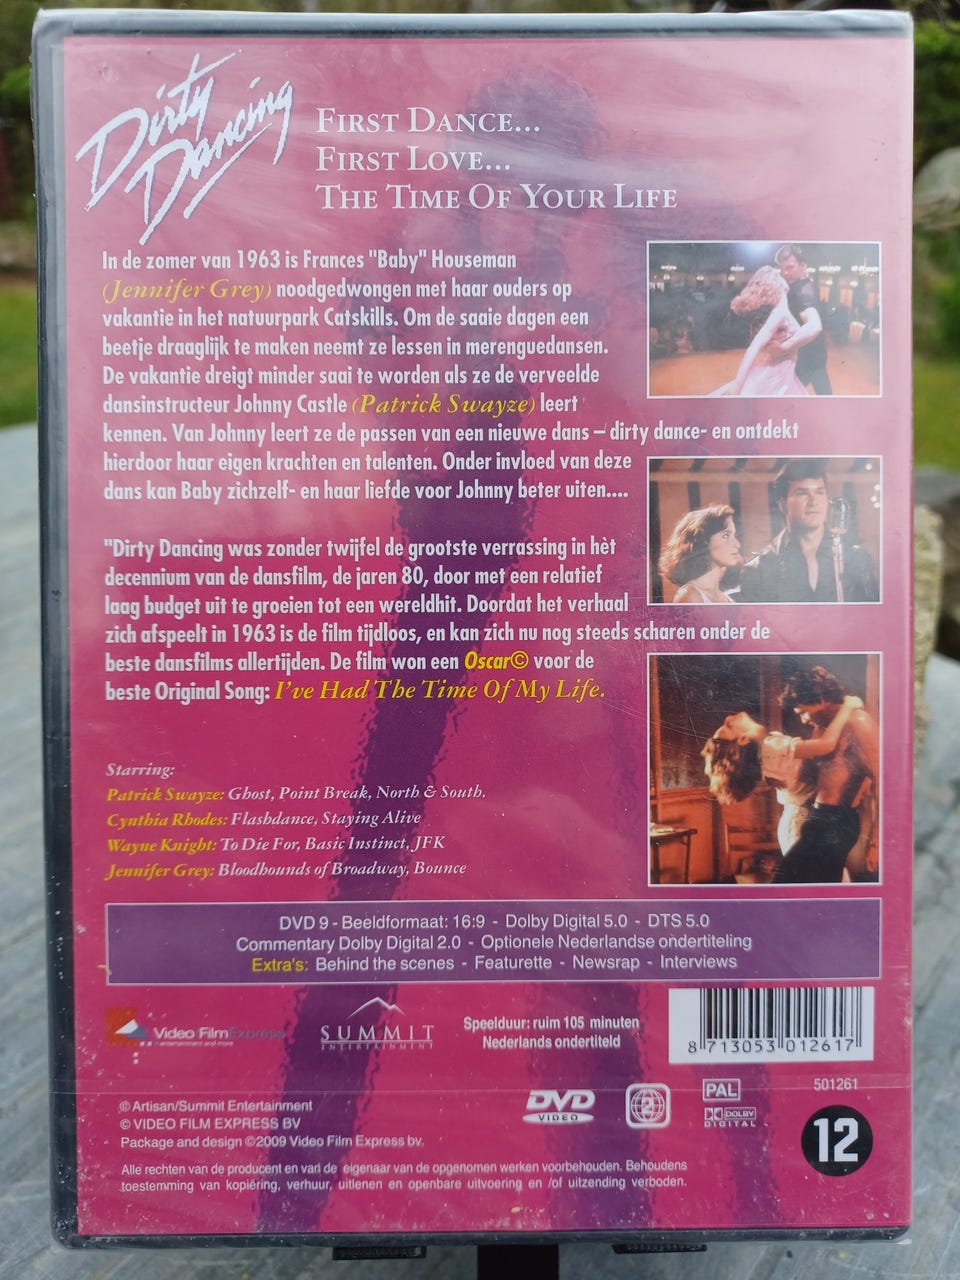 Dirty
Dancing
First Dance...
First Love...
The Time Of Your Life
In de zomer van 1963 is Frances "Baby" Houseman
(Jennifer Grey) noodgedwongen met haar ouders op
vakantie in het natuurpark Catskills. Om de saaie dagen een
beetje draaglijk te maken neemt ze lessen in merenguedansen.
De vakantie dreigt minder saai te worden als ze de verveelde
dansinstructeur Johnny Castle (Patrick Swayze) leert
kennen. Van Johnny leert ze de passen van een nieuwe dans – dirty dance- en ontdekt
hierdoor haar eigen krachten en talenten. Onder invloed van deze
dans kan Baby zichzelf- en haar liefde voor Johnny beter uiten....
"Dirty Dancing was zonder twijfel de grootste verrassing in hèt
decennium van de dansfilm, de jaren 80, door met een relatief
laag budget uit te groeien tot een wereldhit. Doordat het verhaal
zich afspeelt in 1963 is de film tijdloos, en kan zich nu nog steeds scharen onder de
beste dansfilms allertijden. De film won een Oscar© voor de
beste Original Song: I've Had The Time Of My Life.
Starring:
Patrick Swayze: Ghost, Point Break, North & South.
Cynthia Rhodes: Flashdance, Staying Alive
Wayne Knight: To Die For, Basic Instinct, JFK
Jennifer Grey: Bloodhounds of Broadway, Bounce
DVD 9 - Beeldformaat: 16:9 - Dolby Digital 5.0 - DTS 5.0
Commentary Dolby Digital 2.0 - Optionele Nederlandse ondertiteling
Extra's: Behind the scenes - Featurette - Newsrap - Interviews
Video FilmExpress
entertainment and more
SUMMIT
ENTERTAINMENT
Speelduur: ruim 105 minuten
Nederlands ondertiteld
8 713053 012617
501261
© Artisan/Summit Entertainment
© VIDEO FILM EXPRESS BV
Package and design ©2009 Video Film Express bv.
DVD
VIDEO
2
PAL
DOLBY
DIGITAL
12
Alle rechten van de producent en van de eigenaar van de opgenomen werken voorbehouden. Behoudens
toestemming van kopiëring, verhuur, uitlenen en openbare uitvoering en /of uitzending verboden.